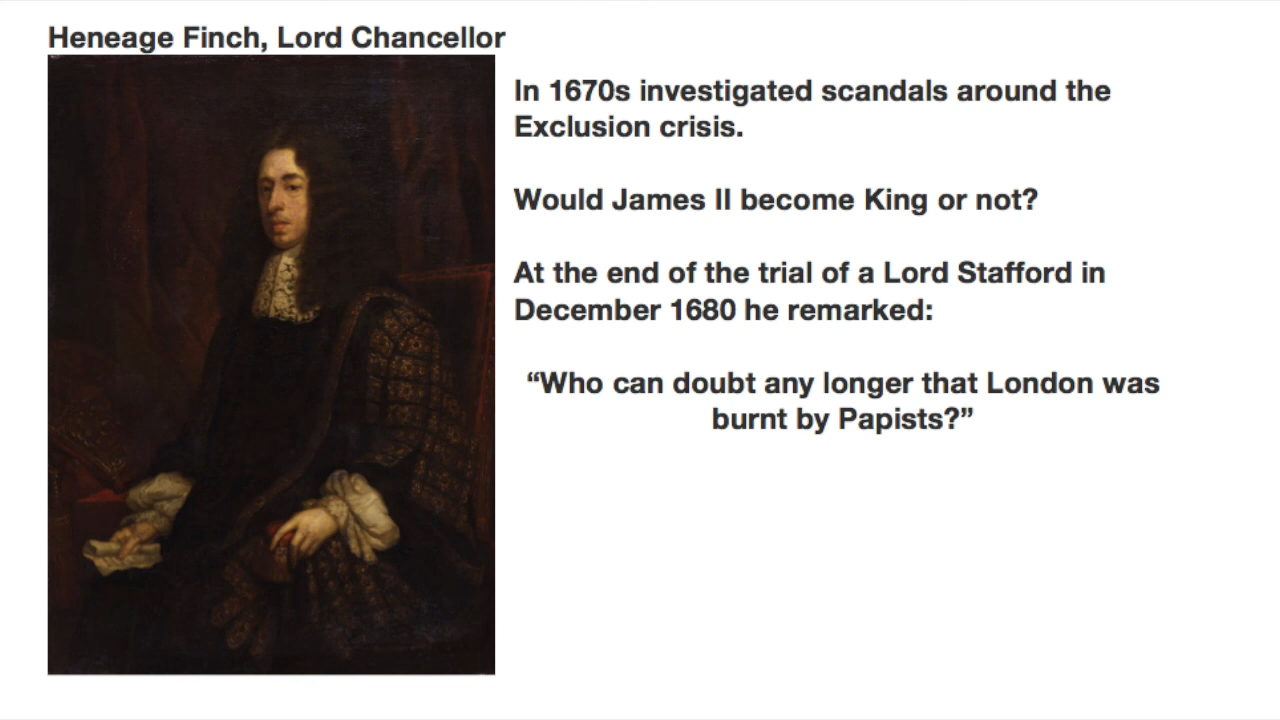 Heneage Finch, Lord Chancellor
In 1670s investigated scandals around the
Exclusion crisis.
Would James II become King or not?
At the end of the trial of a Lord Stafford in
December 1680 he remarked:
“Who can doubt any longer that London was
burnt by Papists?”